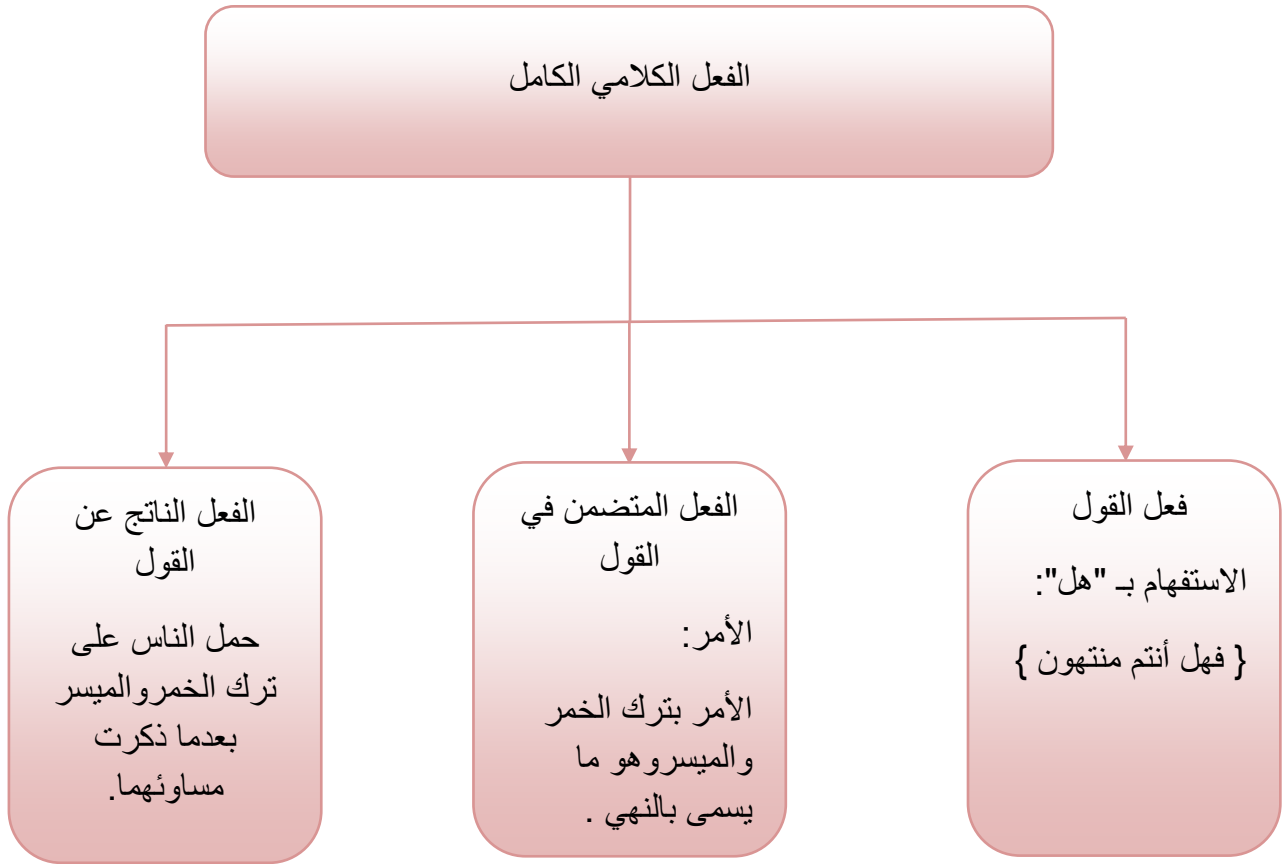 الفعل الكلامي الكامل
فعل القول
الاستفهام بـ "هل":
{ فهل أنتم منتهون }
الفعل المتضمن في
القول
الأمر:
الأمر بترك الخمر
والميسروهو ما
يسمى بالنهي .
الفعل الناتج عن
القول
حمل الناس على
ترك الخمروالميسر
بعدما ذكرت
مساوئهما.